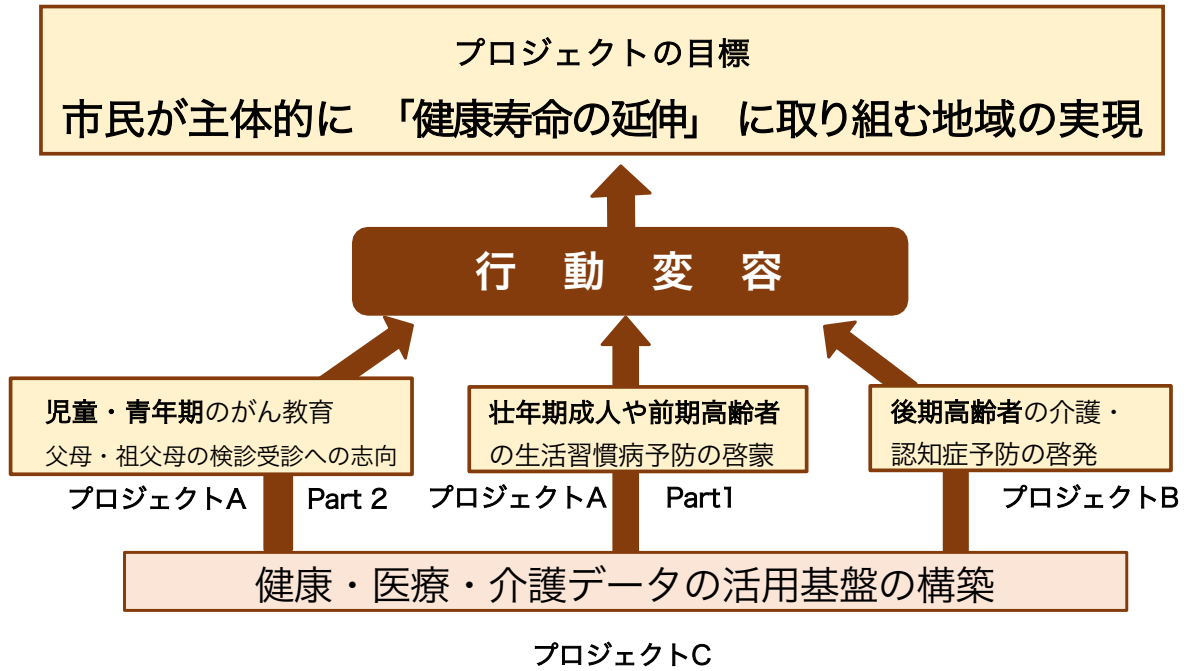 プロジェクトの目標
市民が主体的に 「健康寿命の延伸」 に取り組む地域の実現
行 動 変 容
児童・青年期のがん教育
父母・祖父母の検診受診への志向
壮年期成人や前期高齢者
の生活習慣病予防の啓蒙
後期高齢者の介護・
認知症予防の啓発
プロジェクトA Part 2
プロジェクトA Part1
プロジェクトB
健康・医療・介護データの活用基盤の構築
プロジェクトC